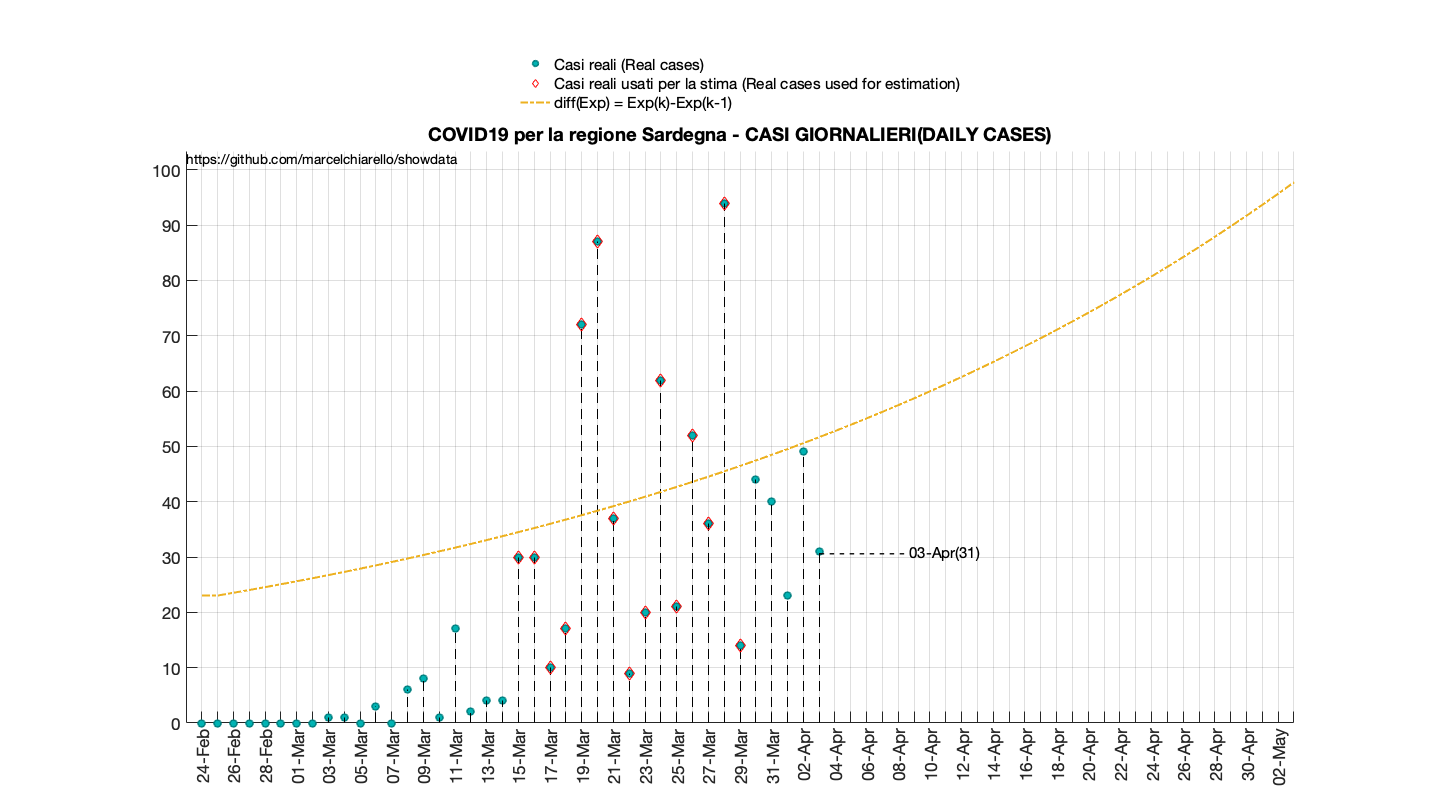 Casi reali (Real cases)
Casi reali usati per la stima (Real cases used for estimation)
diff(Exp) = Exp(k)-Exp(k-1)
COVID19 per la regione Sardegna - CASI GIORNALIERI(DAILY CASES)
https://github.com/marcelchiarello/showdata
100
90
80
70
60
50
40
30
20
10
0
03-Apr(31)
24-Feb
26-Feb
28-Feb
01-Mar
03-Mar
05-Mar
07-Mar
09-Mar
11-Mar
13-Mar
15-Mar
17-Mar
19-Mar
21-Mar
23-Mar
25-Mar
27-Mar
29-Mar
31-Mar
02-Apr
04-Apr
06-Apr
08-Apr
10-Apr
12-Apr
14-Apr
16-Apr
18-Apr
20-Apr
22-Apr
24-Apr
26-Apr
28-Apr
30-Apr
02-May